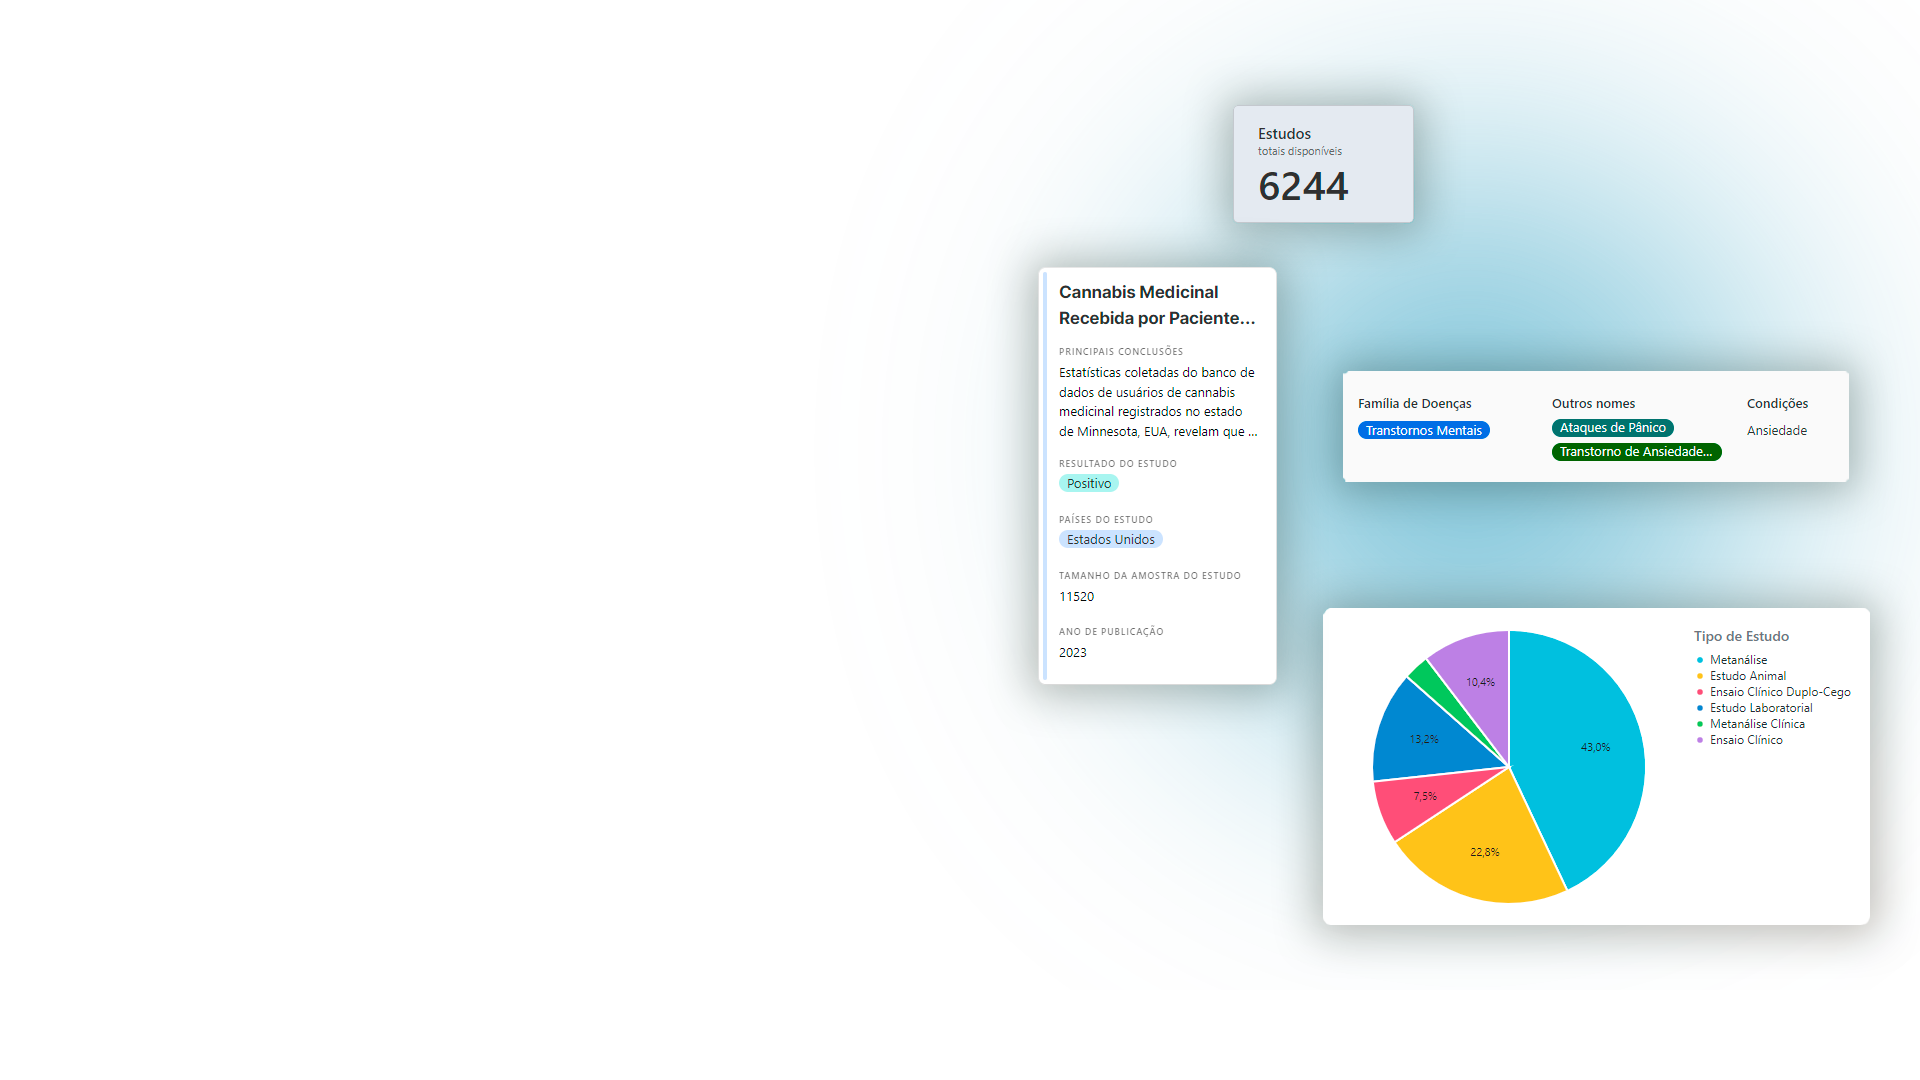 Estudos
totais disponíveis
6244
Cannabis Medicinal
Recebida por Paciente...
PRINCIPAIS CONCLUSÕES
Estatísticas coletadas do banco de
dados de usuários de cannabis
medicinal registrados no estado
de Minnesota, EUA, revelam que ...
RESULTADO DO ESTUDO
Positivo
PAÍSES DO ESTUDO
Estados Unidos
TAMANHO DA AMOSTRA DO ESTUDO
11520
ANO DE PUBLICAÇÃO
2023
Família de Doenças
Transtornos Mentais
Outros nomes
Ataques de Pânico
Transtorno de Ansiedade...
Condições
Ansiedade
10,4%
13,2%
43,0%
7,5%
22,8%
Tipo de Estudo
Metanálise
Estudo Animal
Ensaio Clínico Duplo-Cego
Estudo Laboratorial
Metanálise Clínica
Ensaio Clínico